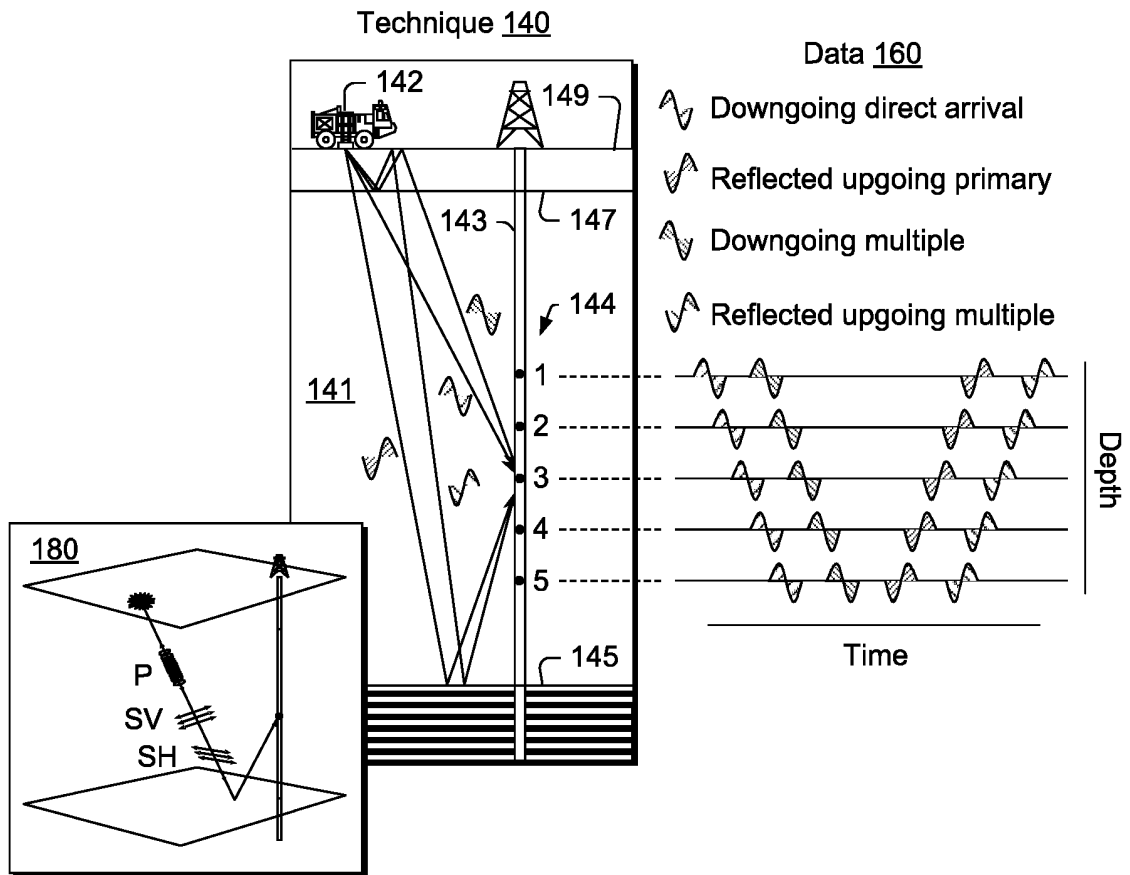 Technique 140
Data 160
142
149
Downgoing direct arrival
Reflected upgoing primary
147
143
Downgoing multiple
144
Reflected upgoing multiple
141
1
2
3
4
5
Depth
Time
145
180
P
SV
SH